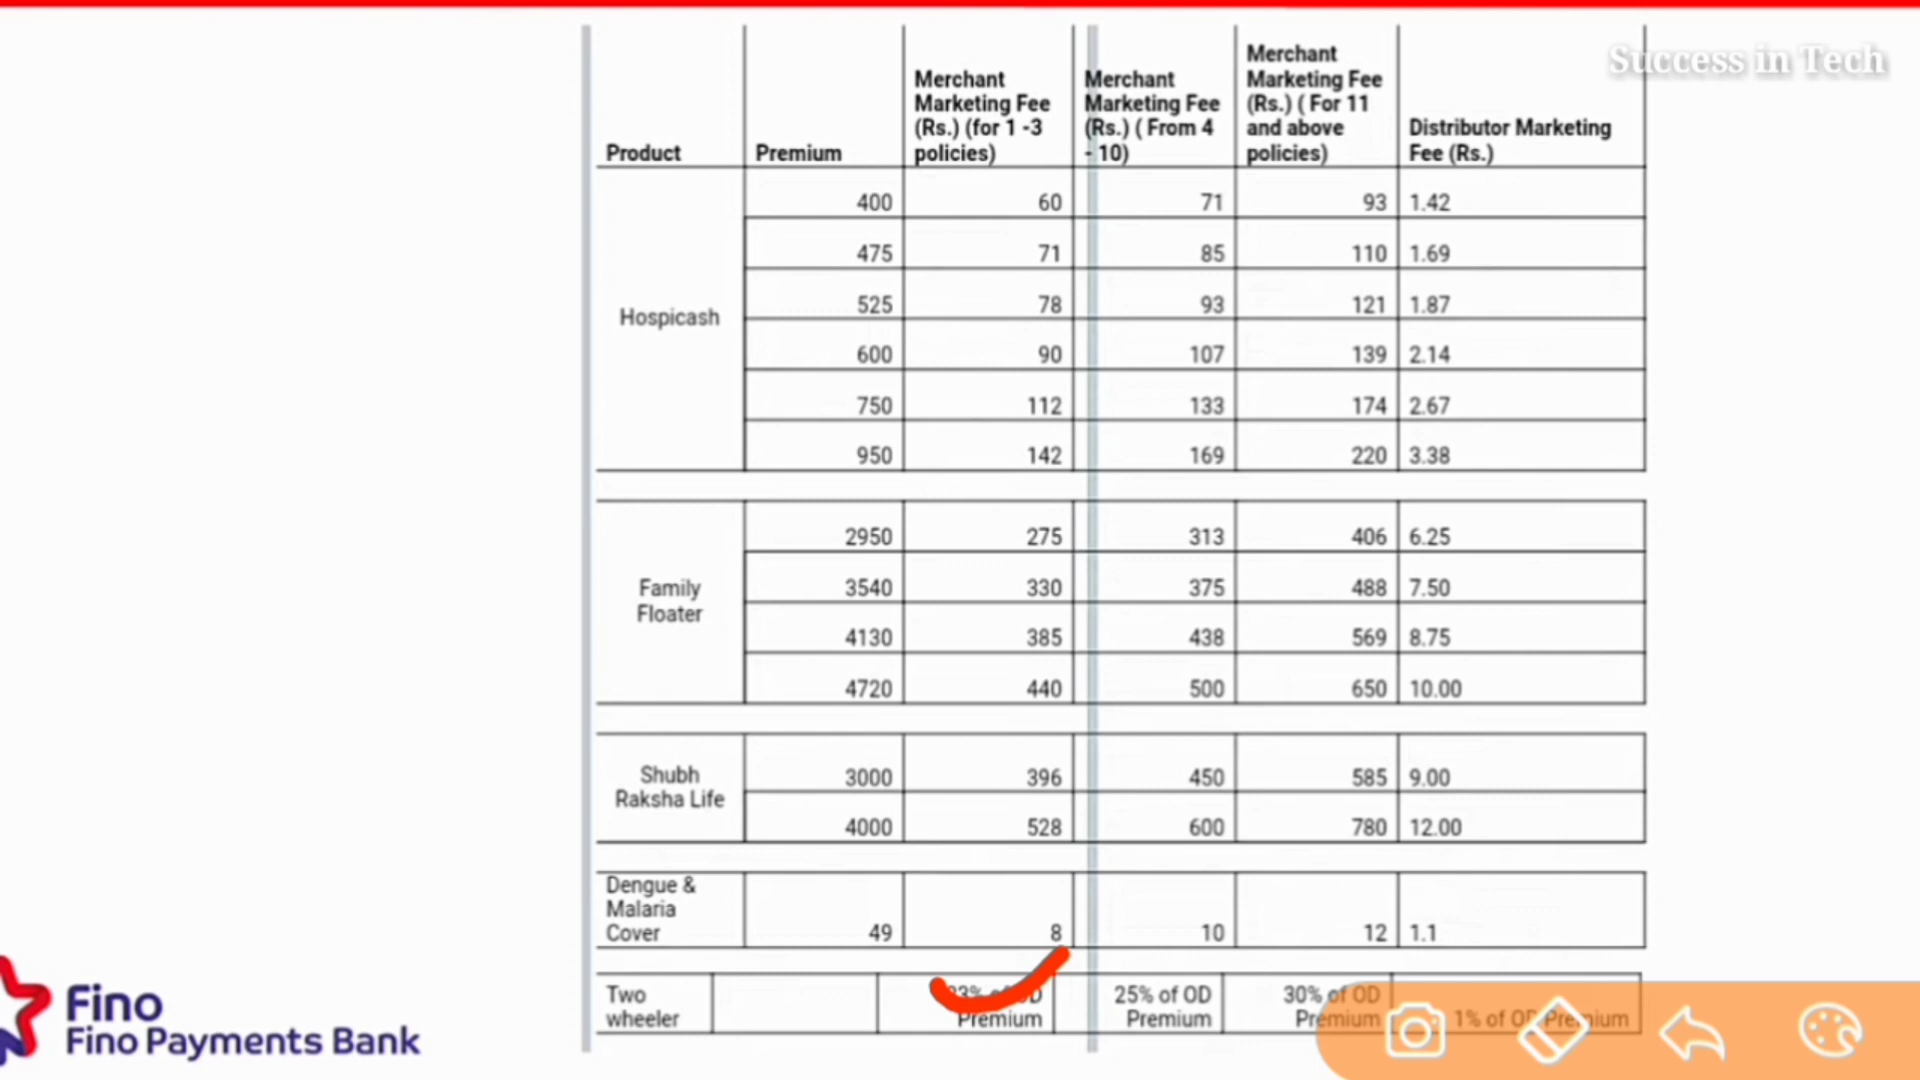 Success in Tech
Product Premium Merchant Marketing Fee (Rs.) (for 1 -3 policies) Merchant Marketing Fee (Rs.) ( From 4 - 10) Merchant Marketing Fee (Rs.) ( For 11 and above policies) Distributor Marketing Fee (Rs.)
Hospicash
400 60 71 93 1.42
475 71 85 110 1.69
525 78 93 121 1.87
600 90 107 139 2.14
750 112 133 174 2.67
950 142 169 220 3.38
Family
Floater
2950 275 313 406 6.25
3540 330 375 488 7.50
4130 385 438 569 8.75
4720 440 500 650 10.00
Shubh
Raksha Life
3000 396 450 585 9.00
4000 528 600 780 12.00
Dengue &
Malaria
Cover 49 8 10 12 1.1
Two wheeler Premium 25% of OD Premium 30% of OD Premium 1% of OD Premium
Fino
Fino Payments Bank